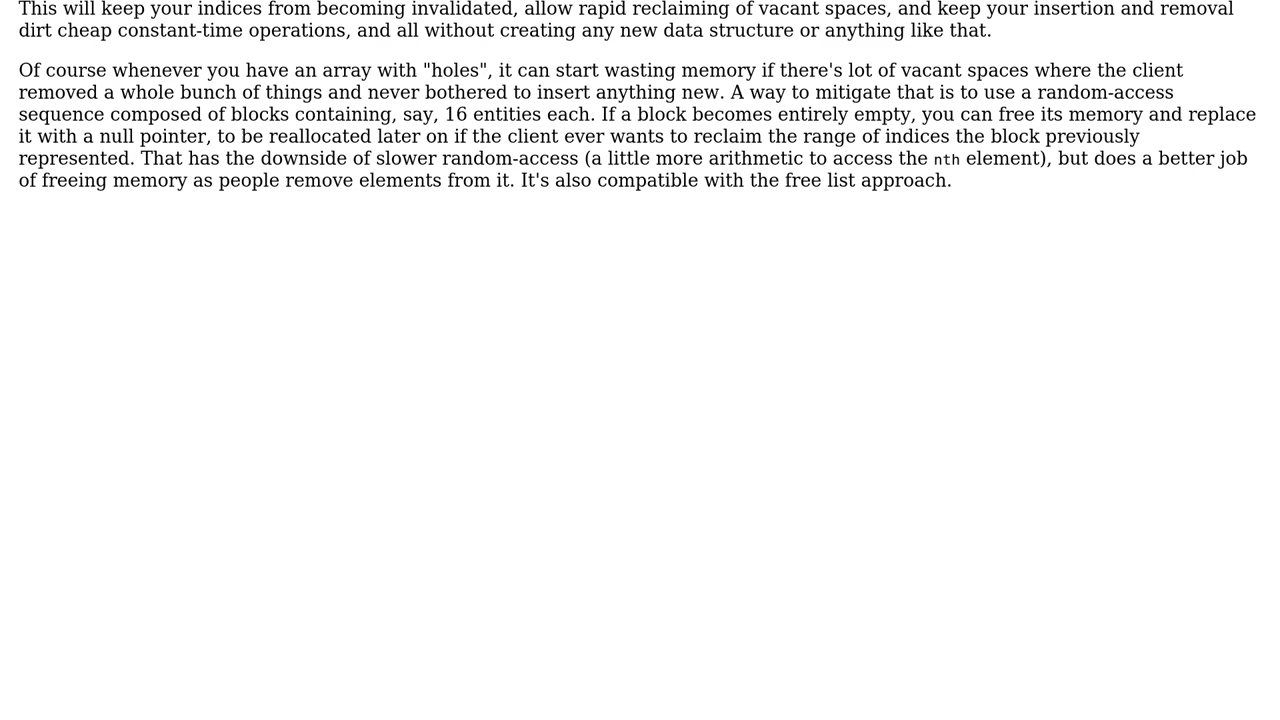 This will keep your indices from becoming invalidated, allow rapid reclaiming of vacant spaces, and keep your insertion and removal
dirt cheap constant-time operations, and all without creating any new data structure or anything like that.
Of course whenever you have an array with "holes", it can start wasting memory if there's lot of vacant spaces where the client
removed a whole bunch of things and never bothered to insert anything new. A way to mitigate that is to use a random-access
sequence composed of blocks containing, say, 16 entities each. If a block becomes entirely empty, you can free its memory and replace
it with a null pointer, to be reallocated later on if the client ever wants to reclaim the range of indices the block previously
represented. That has the downside of slower random-access (a little more arithmetic to access the nth element), but does a better job
of freeing memory as people remove elements from it. It's also compatible with the free list approach.